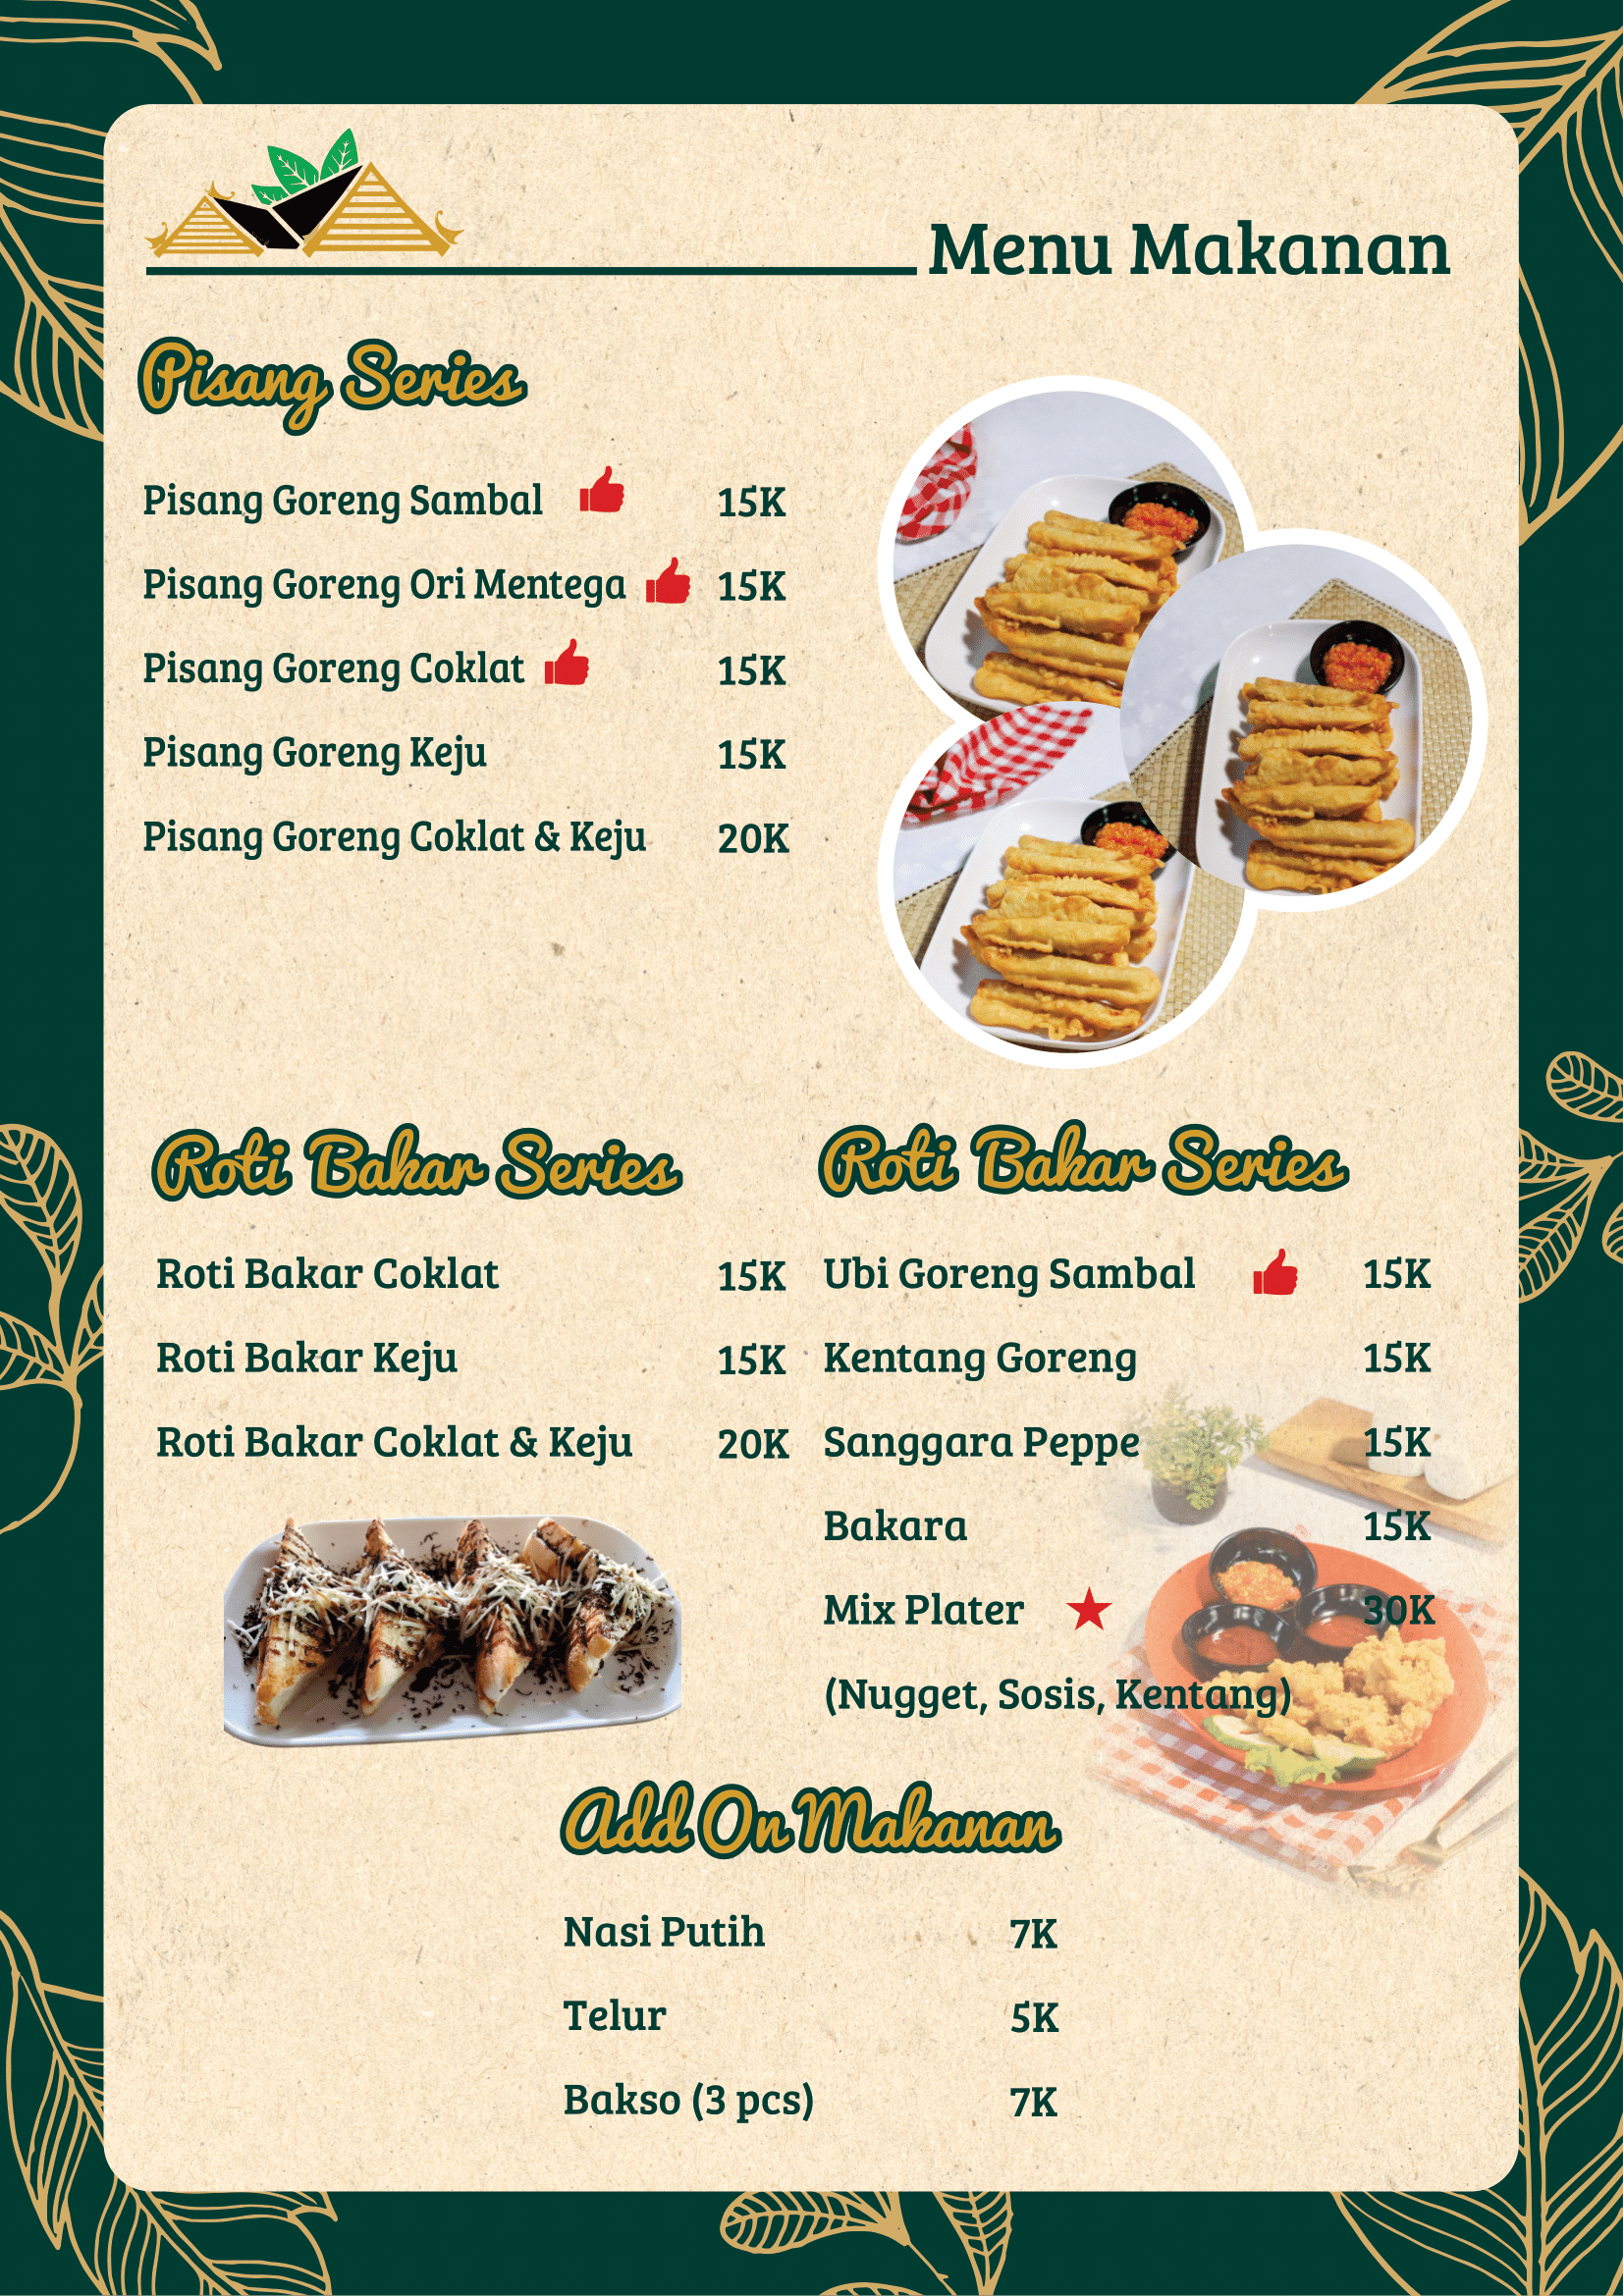 Menu Makanan
Pisang Series
Pisang Goreng Sambal 15K
Pisang Goreng Ori Mentega 15K
Pisang Goreng Coklat 15K
Pisang Goreng Keju 15K
Pisang Goreng Coklat & Keju 20K
Roti Bakar Series
Roti Bakar Coklat 15K
Roti Bakar Keju 15K
Roti Bakar Coklat & Keju 20K
Roti Bakar Series
Ubi Goreng Sambal 15K
Kentang Goreng 15K
Sanggara Peppe 15K
Bakara 15K
Mix Plater 30K
(Nugget, Sosis, Kentang)
Add On Makanan
Nasi Putih 7K
Telur 5K
Bakso (3 pcs) 7K